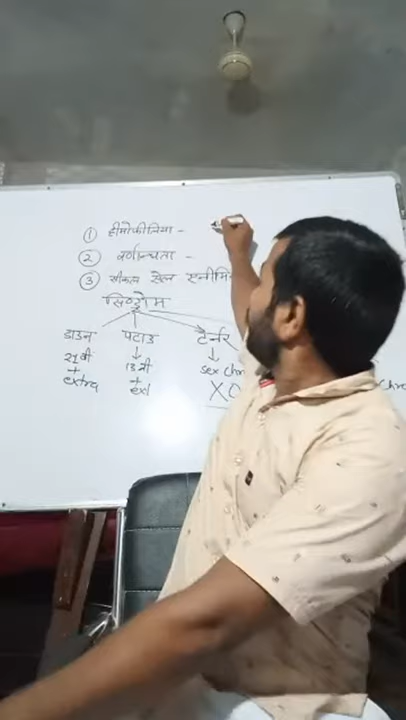 ① हीमोफीलिया -
② वर्णान्धता -
③ सीकल सेल एनीमि
सिण्ड्रोम
डाउन पटाउ टर्नर
21वी 13वी sex chr
+ +
extra ext
XO